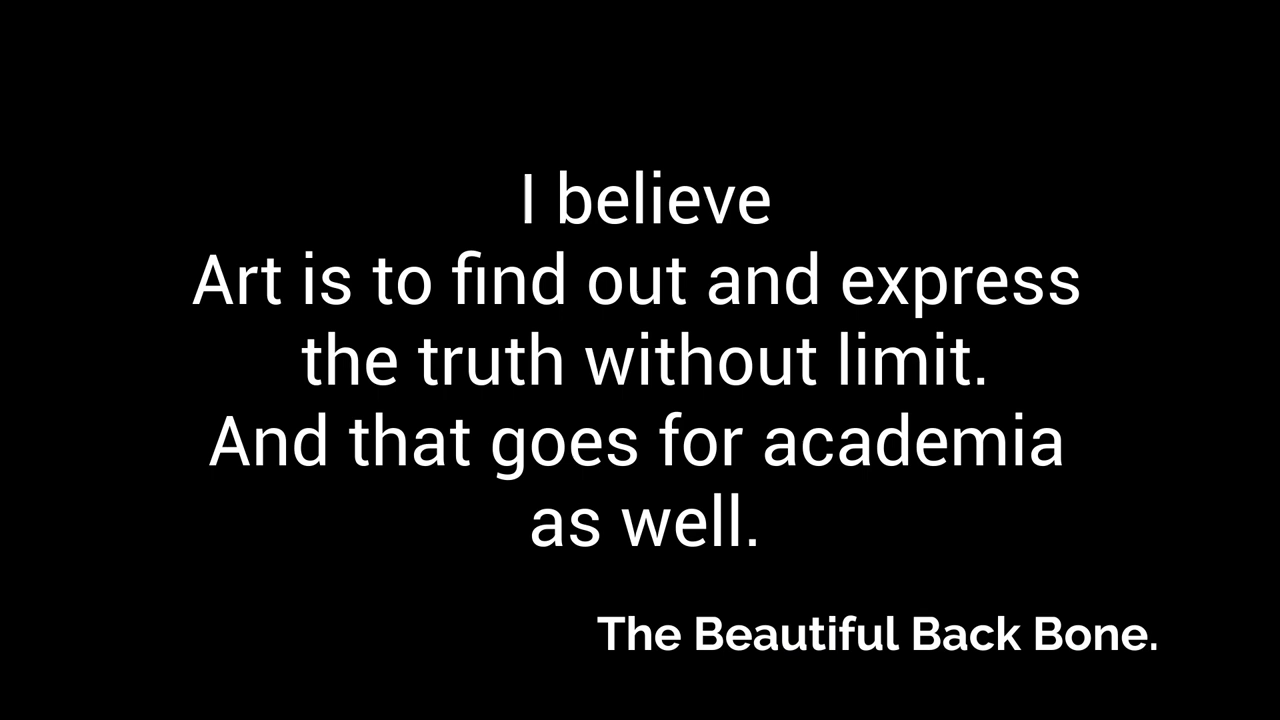 I believe
Art is to find out and express
the truth without limit.
And that goes for academia
as well.
The Beautiful Back Bone.